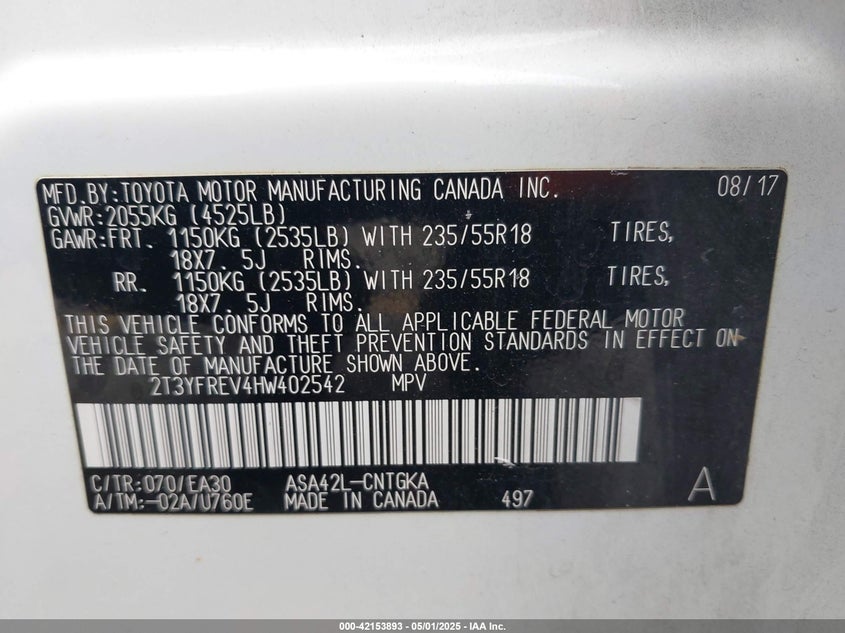 MFD.BY:TOYOTA MOTOR MANUFACTURING CANADA INC. 08/17
GVWR:2055KG (4525LB)
GAWR:FRT. 1150KG (2535LB) WITH 235/55R18 TIRES,
18X7.5J RIMS.
RR. 1150KG (2535LB) WITH 235/55R18 TIRES,
18X7.5J RIMS.
THIS VEHICLE CONFORMS TO ALL APPLICABLE FEDERAL MOTOR
VEHICLE SAFETY AND THEFT PREVENTION STANDARDS IN EFFECT ON
THE DATE OF MANUFACTURE SHOWN ABOVE.
2T3YFREV4HW402542 MPV
C/TR:070/EA30 ASA42L-CNTGKA
A/TM:-02A/U760E MADE IN CANADA 497 A
000-42153893 - 05/01/2025 - IAA Inc.